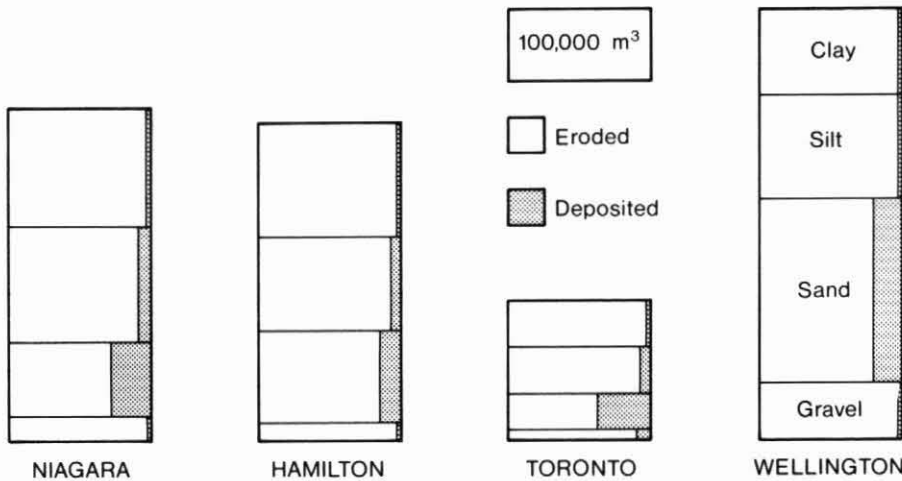 100,000 m³
Eroded
Deposited
Clay
Silt
Sand
Gravel
NIAGARA
HAMILTON
TORONTO
WELLINGTON